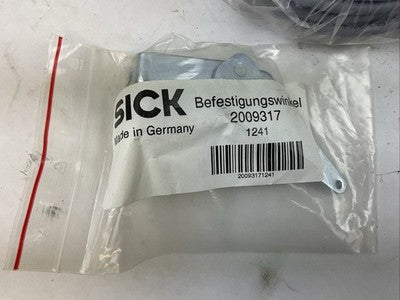 SICK
Befestigungswinkel
2009317
Made in Germany
1241
20093171241